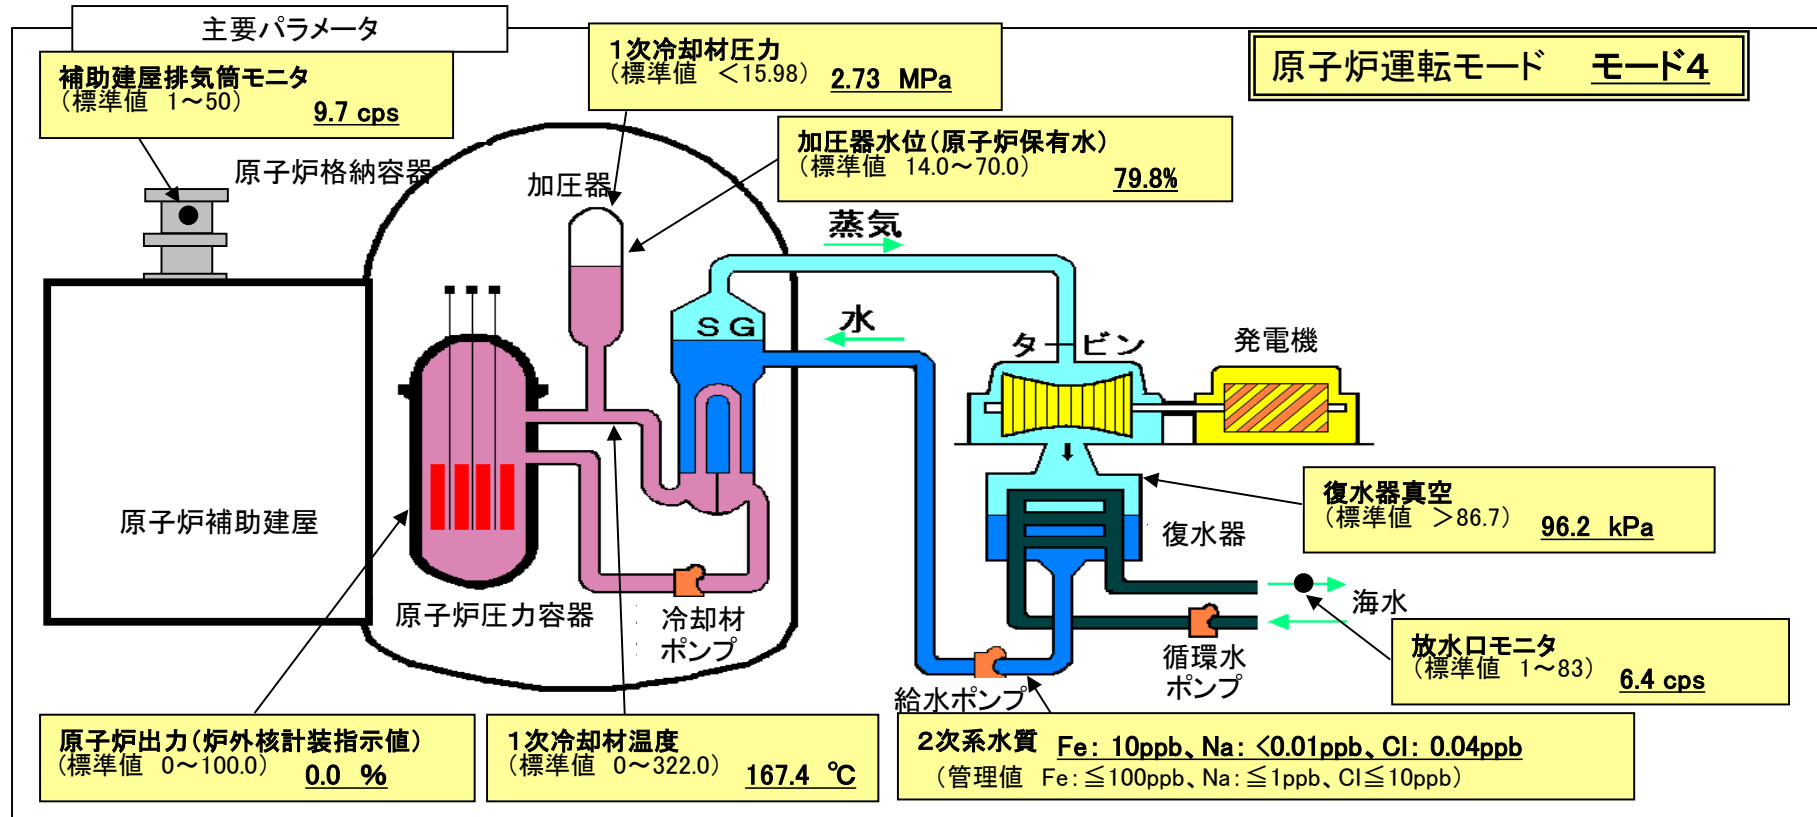 主要パラメータ
原子炉運転モード　モード4
補助建屋排気筒モニタ
（標準値　1～50）　9.7 cps
1次冷却材圧力
（標準値　＜15.98）　2.73 MPa
加圧器水位（原子炉保有水）
（標準値　14.0～70.0）　79.8%
原子炉格納容器
加圧器
蒸気
水
SG
タービン
発電機
原子炉補助建屋
復水器真空
（標準値　＞86.7）　96.2 kPa
復水器
海水
原子炉圧力容器
冷却材
ポンプ
循環水
ポンプ
給水ポンプ
放水口モニタ
（標準値　1～83）　6.4 cps
原子炉出力（炉外核計装指示値）
（標準値　0～100.0）　0.0 %
1次冷却材温度
（標準値　0～322.0）　167.4 ℃
2次系水質　Fe: 10ppb、Na: <0.01ppb、Cl: 0.04ppb
（管理値　Fe:≦100ppb、Na:≦1ppb、Cl≦10ppb）